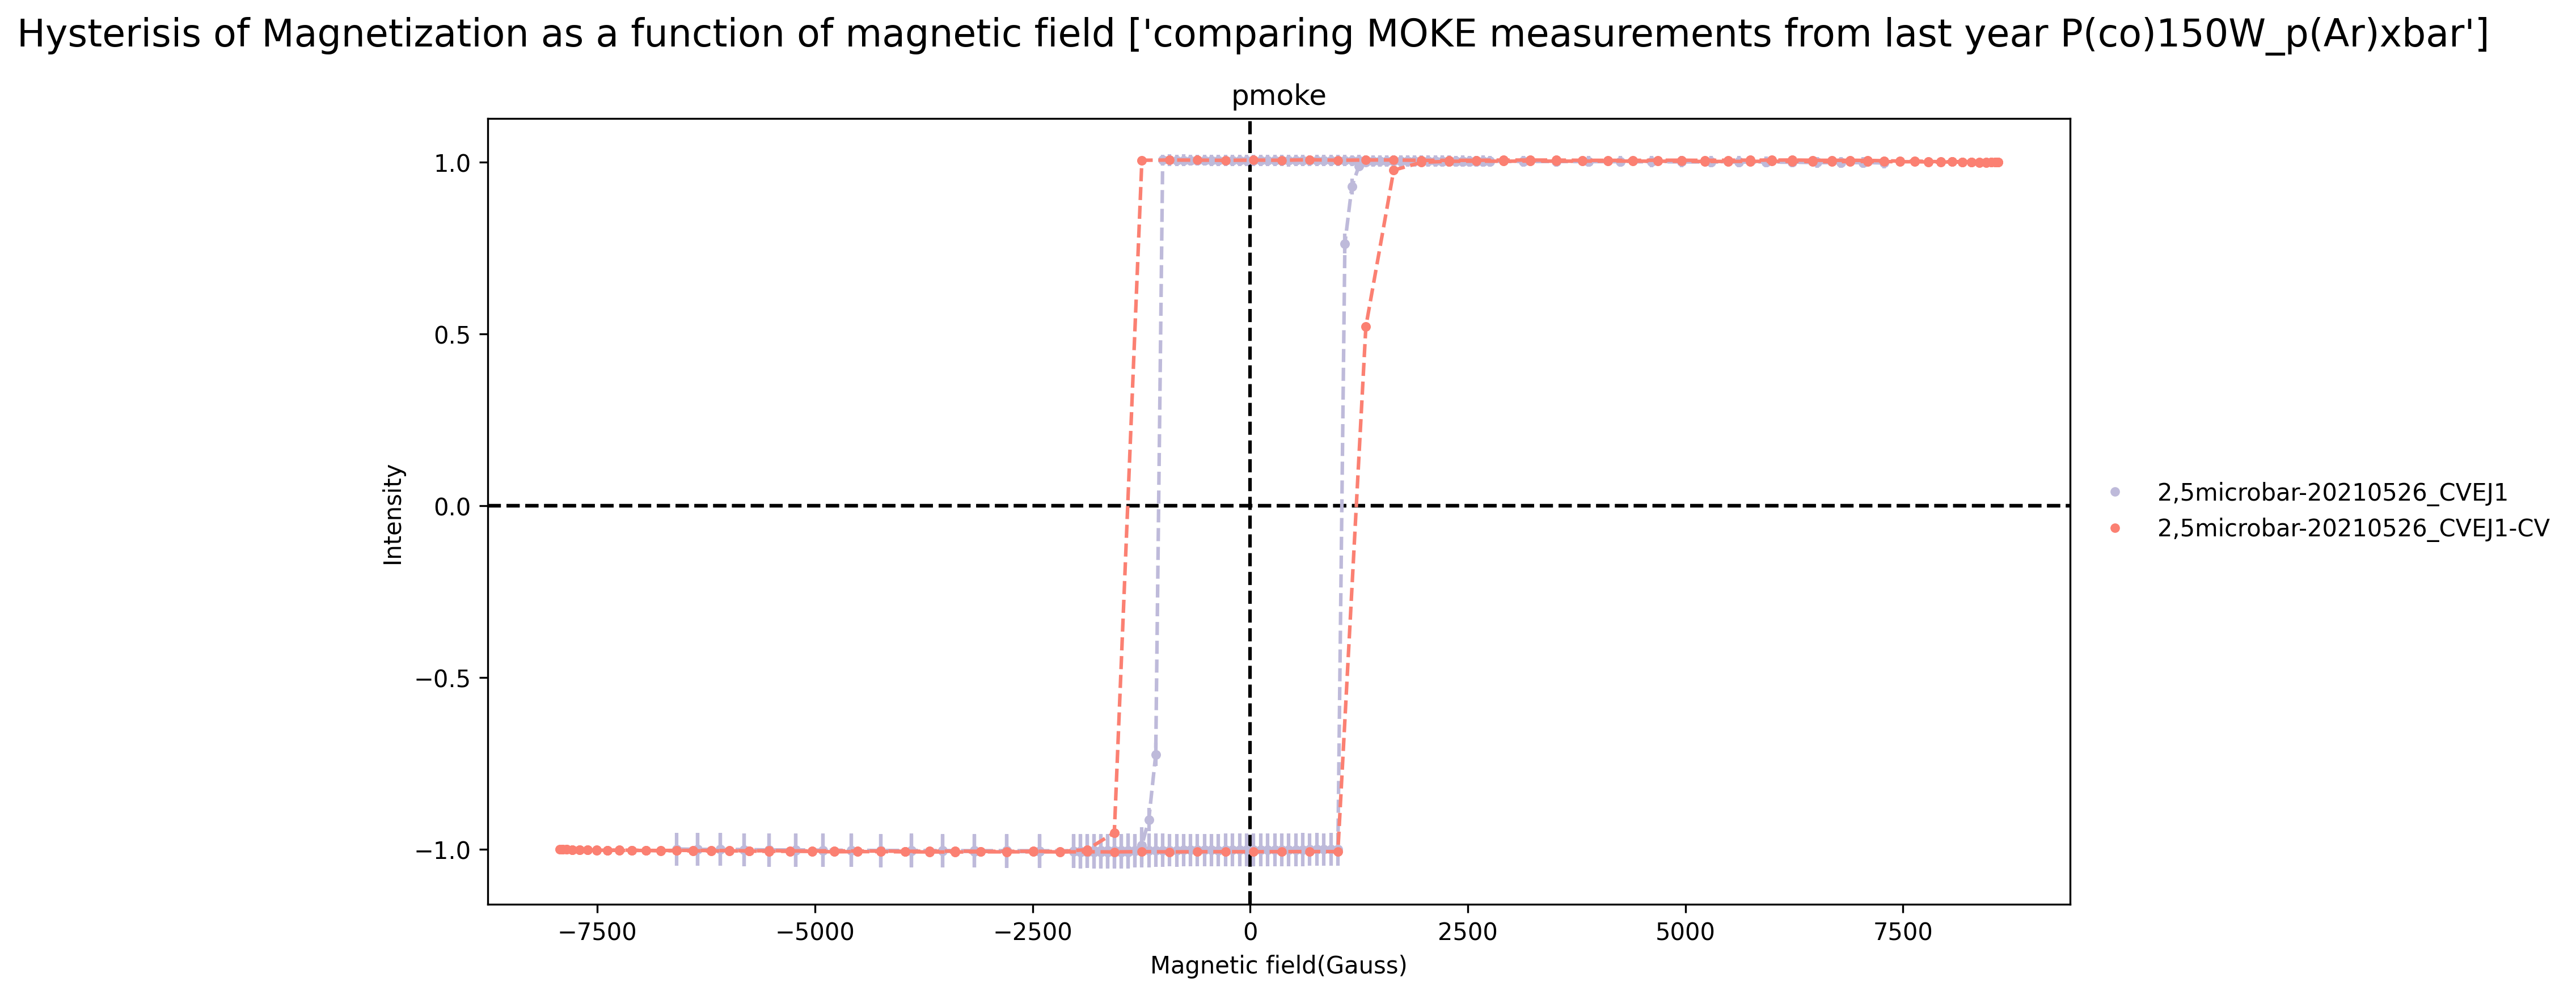 Hysterisis of Magnetization as a function of magnetic field ['comparing MOKE measurements from last year P(co)150W_p(Ar)xbar']
pmoke
1.0
0.5
0.0
−0.5
−1.0
Intensity
−7500 −5000 −2500 0 2500 5000 7500
Magnetic field(Gauss)
2,5microbar-20210526_CVEJ1
2,5microbar-20210526_CVEJ1-CV